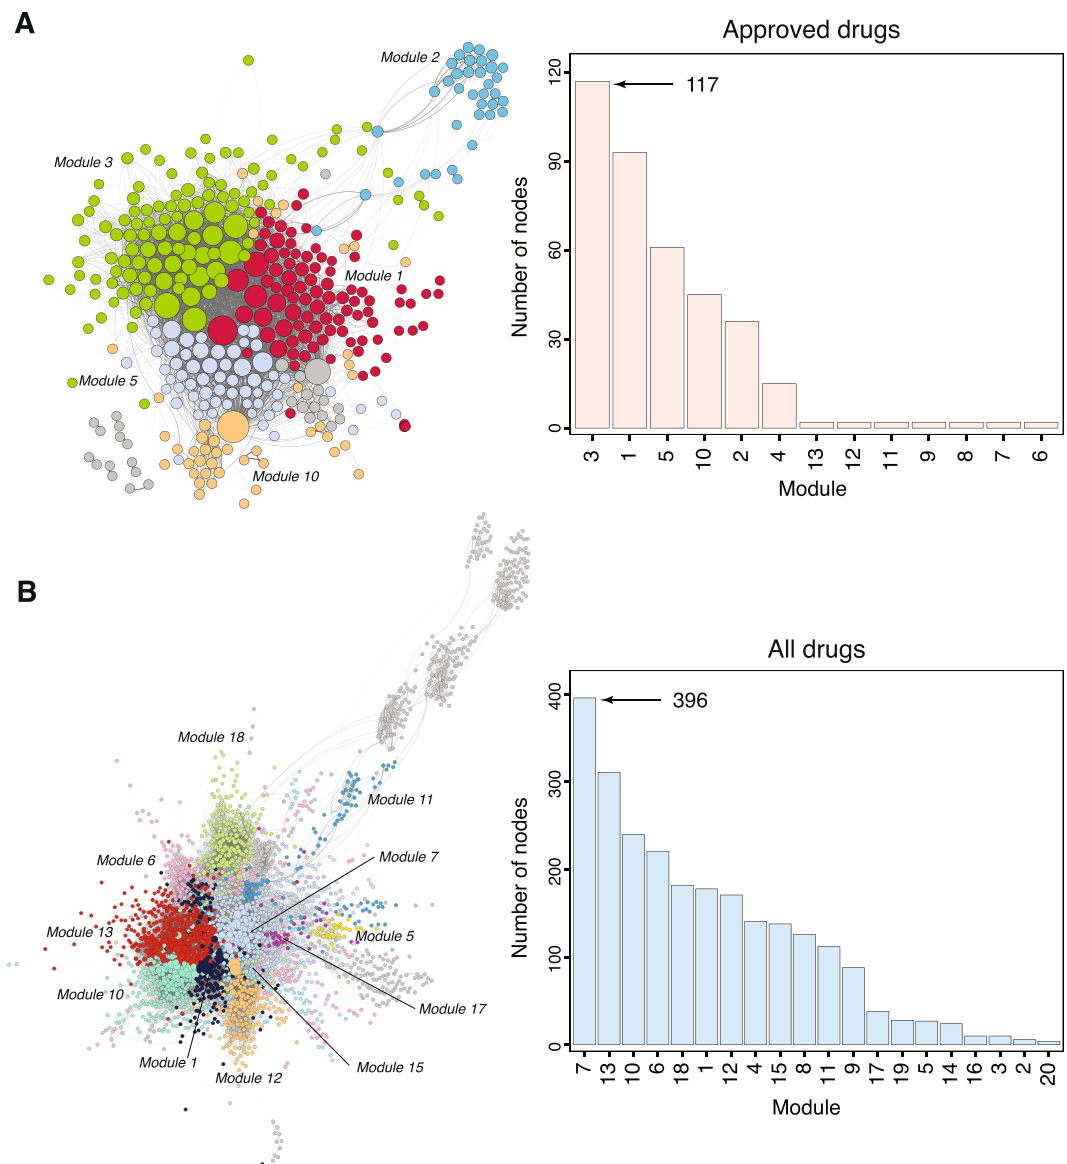 A
Module 2
Module 3
Module 1
Module 5
Module 10
Approved drugs
117
Number of nodes
0
30
60
90
120
3 1 5 10 2 4 13 12 11 9 8 7 6
Module
B
Module 18
Module 11
Module 7
Module 6
Module 13
Module 5
Module 10
Module 17
Module 1
Module 15
Module 12
All drugs
396
Number of nodes
0
100
200
300
400
7 13 10 6 18 1 12 4 15 8 11 9 17 19 5 14 16 3 2 20
Module